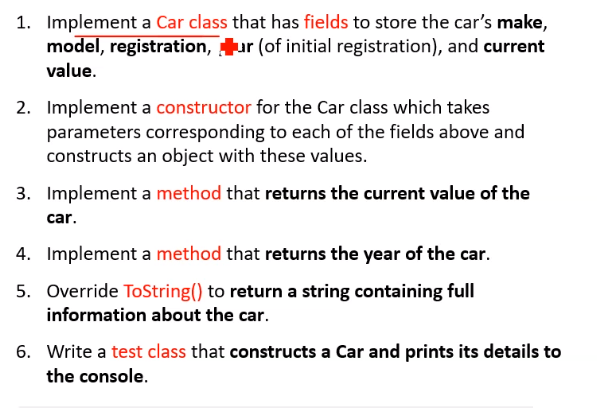 1. Implement a Car class that has fields to store the car's make,
model, registration, (of initial registration), and current
value.
2. Implement a constructor for the Car class which takes
parameters corresponding to each of the fields above and
constructs an object with these values.
3. Implement a method that returns the current value of the
car.
4. Implement a method that returns the year of the car.
5. Override ToString() to return a string containing full
information about the car.
6. Write a test class that constructs a Car and prints its details to
the console.